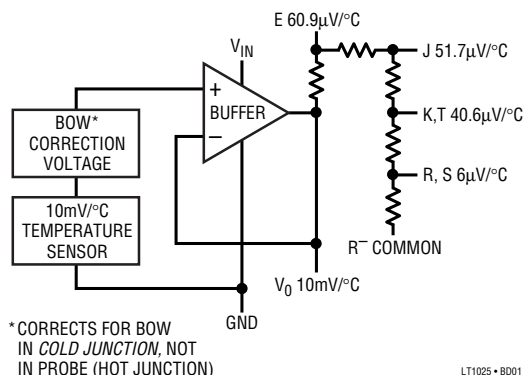 E 60.9µV/°C
V_IN
J 51.7µV/°C
+
BUFFER
–
K,T 40.6µV/°C
BOW*
CORRECTION
VOLTAGE
R, S 6µV/°C
10mV/°C
TEMPERATURE
SENSOR
R– COMMON
V0 10mV/°C
GND
*CORRECTS FOR BOW
IN COLD JUNCTION, NOT
IN PROBE (HOT JUNCTION)
LT1025 • BD01